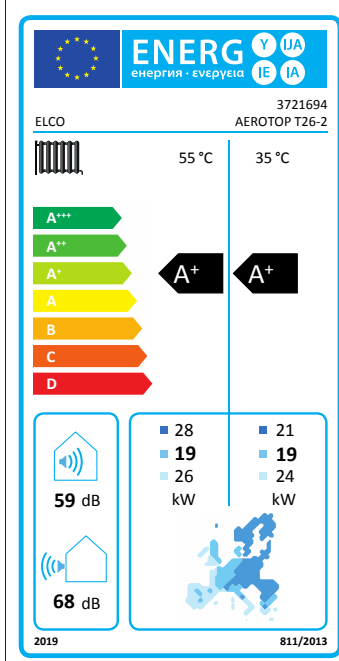 ENERG Y IJA
енергия · ενεργεια IE IA
3721694
ELCO AEROTOP T26-2
55 °C 35 °C
A+++
A++
A+
A
B
C
D
A+ A+
28 21
19 19
26 24
kW kW
59 dB
68 dB
2019 811/2013